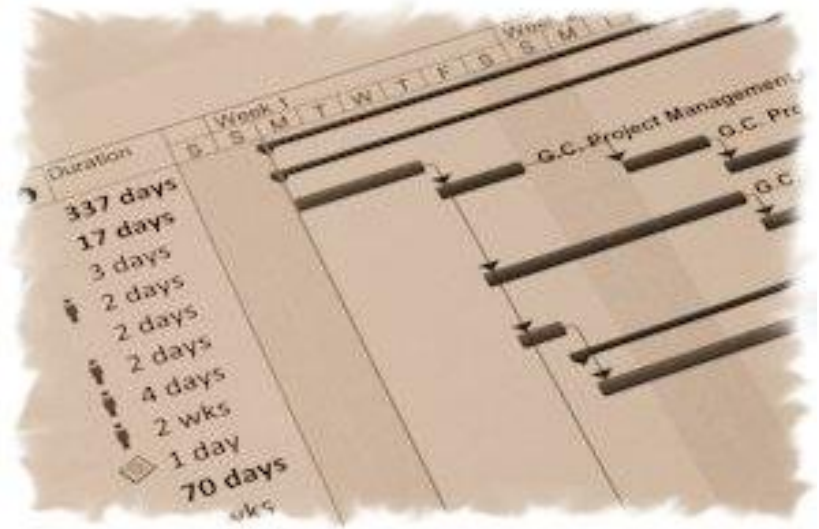 Week 1
Duration
S S M T W T F S S M
337 days
17 days
3 days
2 days
2 days
2 days
4 days
2 wks
1 day
70 days
G.C. Project Management
G.C.
G.C.